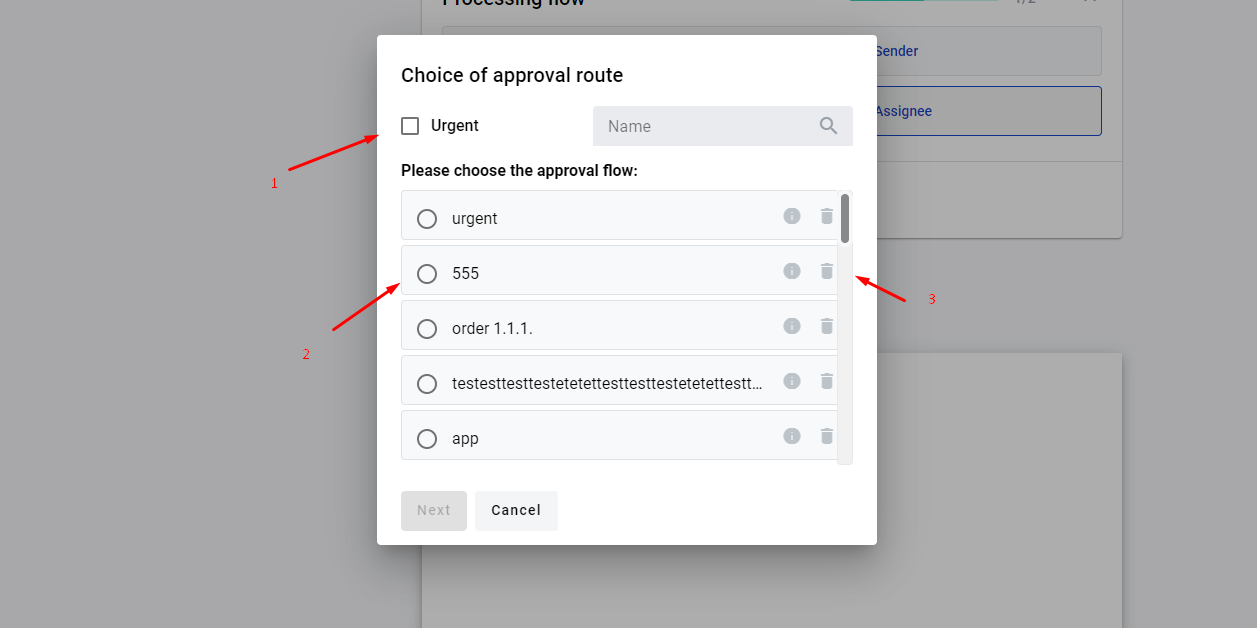 Processing flow
1/2
Sender
Assignee
Choice of approval route
Urgent
Name
Please choose the approval flow:
urgent
555
order 1.1.1.
testesttesttestetetettesttesttestetetettestt...
app
Next
Cancel
1
2
3